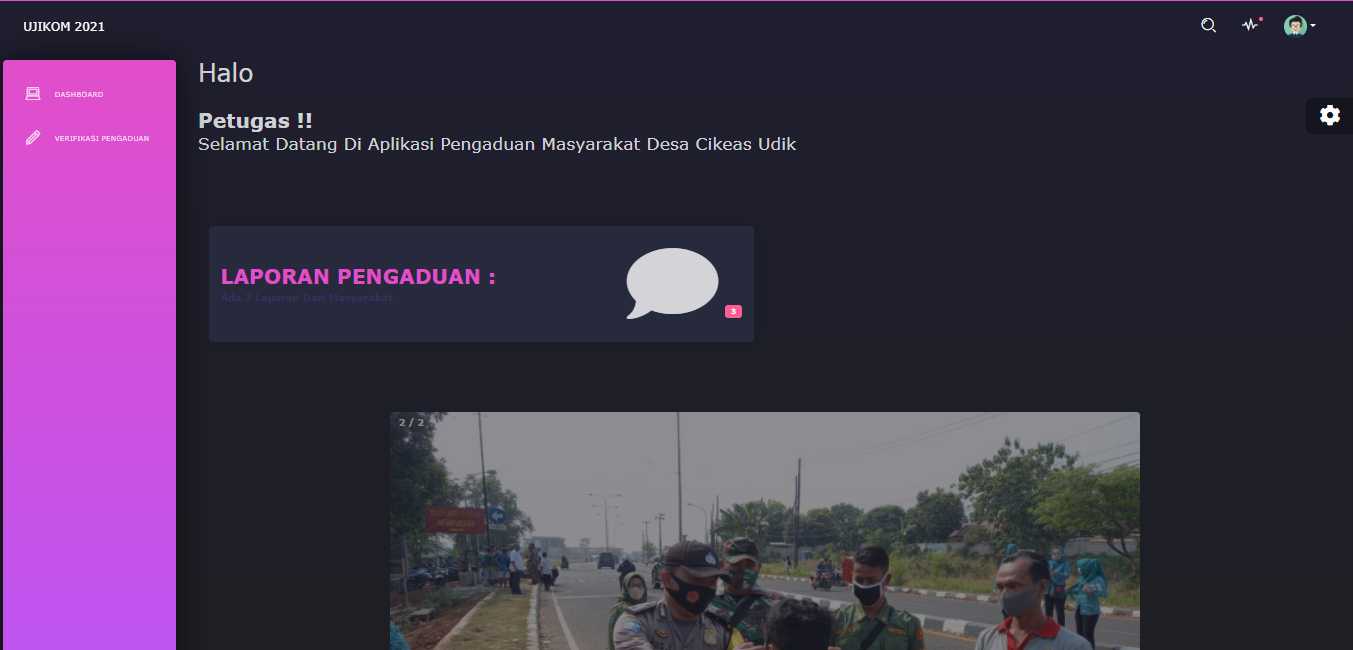 UJIKOM 2021
DASHBOARD
VERIFIKASI PENGADUAN
Halo
Petugas !!
Selamat Datang Di Aplikasi Pengaduan Masyarakat Desa Cikeas Udik
LAPORAN PENGADUAN :
Ada 3 Laporan Dari Masyarakat
3
2 / 2